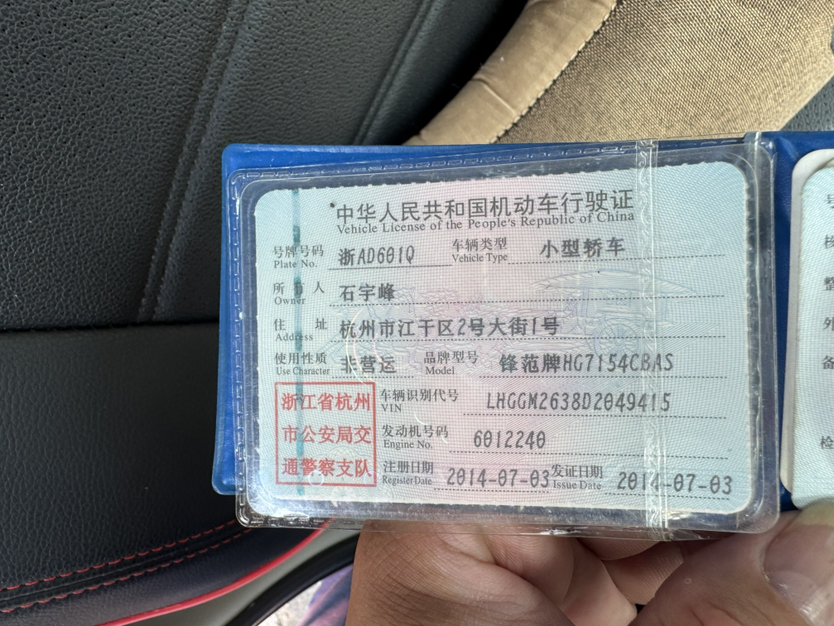 中华人民共和国机动车行驶证
Vehicle License of the People's Republic of China
号牌号码 浙AD601Q 车辆类型 小型轿车
Plate No. Vehicle Type
所有人 石宇峰
Owner
住址 杭州市江干区2号大街1号
Address
使用性质 非营运 品牌型号 锋范牌HG7154CBAS
Use Character Model
浙江省杭州
市公安局交
通警察支队
车辆识别代号 LHGGM2638D2049415
VIN
发动机号码 6012240
Engine No.
注册日期 2014-07-03 发证日期 2014-07-03
Register Date Issue Date
号
核
整
外
备
检